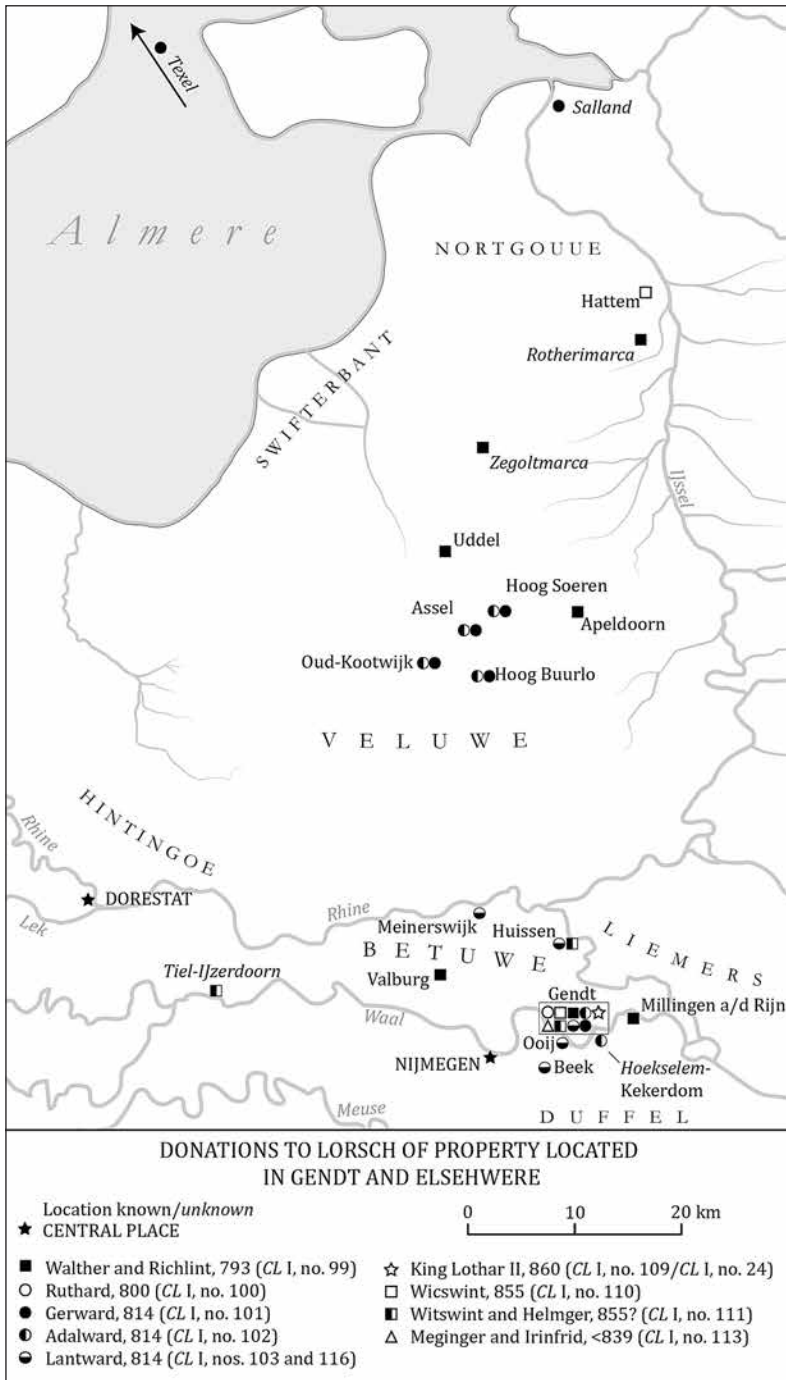 Texel
Salland
Almere
NORTGOUUE
Hattem
Rotherimarca
SWIFTERBANT
Zegoltmarca
IJssel
Uddel
Hoog Soeren
Assel
Apeldoorn
Oud-Kootwijk
Hoog Buurlo
VELUWE
HINTINGOE
Rhine
DORESTAT
Lek
Rhine
Meinerswijk
Huissen
LIEMERS
BETUWE
Tiel-IJzerdoorn
Valburg
Gendt
Millingen a/d Rijn
Waal
Ooij
NIJMEGEN
Beek
Hoekselem-
Kekerdom
Meuse
DUFFEL
DONATIONS TO LORSCH OF PROPERTY LOCATED
IN GENDT AND ELSEHWERE
Location known/unknown
★ CENTRAL PLACE
0 10 20 km
■ Walther and Richlint, 793 (CL I, no. 99)
○ Ruthard, 800 (CL I, no. 100)
● Gerward, 814 (CL I, no. 101)
◐ Adalward, 814 (CL I, no. 102)
◒ Lantward, 814 (CL I, nos. 103 and 116)
☆ King Lothar II, 860 (CL I, no. 109/CL I, no. 24)
□ Wicswint, 855 (CL I, no. 110)
◧ Witswint and Helmger, 855? (CL I, no. 111)
△ Meginger and Irinfrid, <839 (CL I, no. 113)